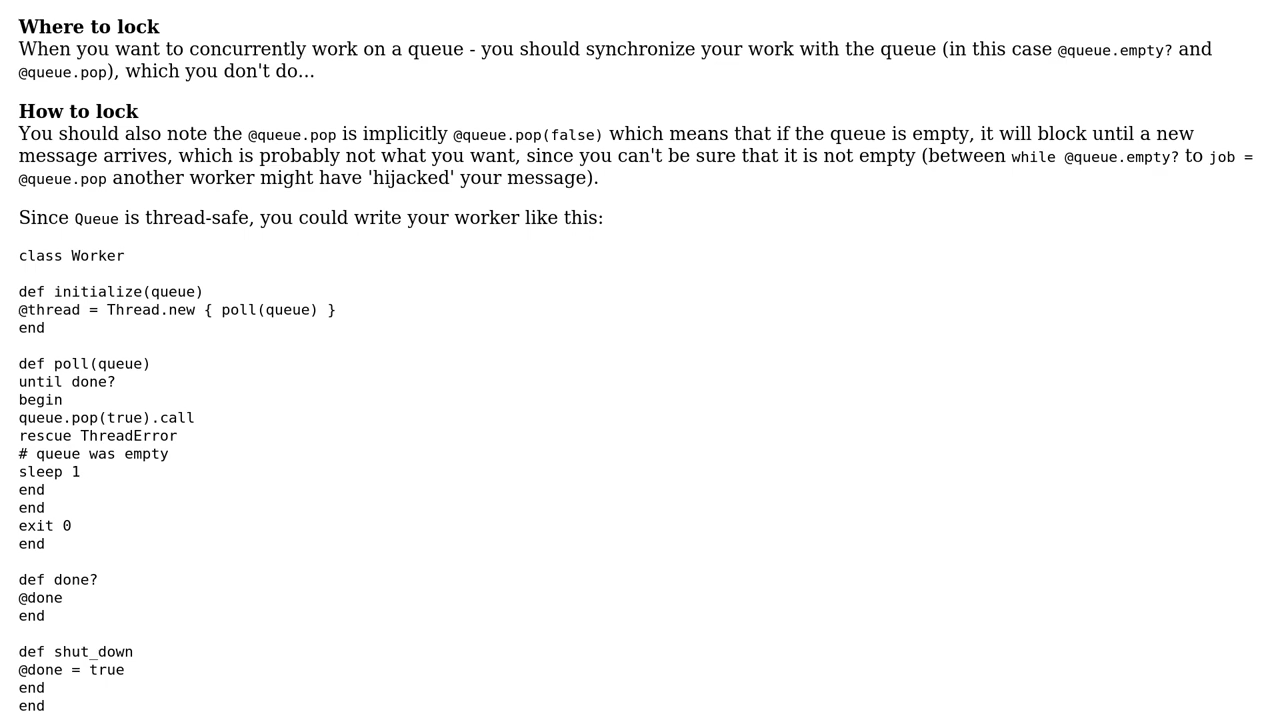 Where to lock
When you want to concurrently work on a queue - you should synchronize your work with the queue (in this case @queue.empty? and
@queue.pop), which you don't do...
How to lock
You should also note the @queue.pop is implicitly @queue.pop(false) which means that if the queue is empty, it will block until a new
message arrives, which is probably not what you want, since you can't be sure that it is not empty (between while @queue.empty? to job =
@queue.pop another worker might have 'hijacked' your message).
Since Queue is thread-safe, you could write your worker like this:
class Worker
def initialize(queue)
@thread = Thread.new { poll(queue) }
end
def poll(queue)
until done?
begin
queue.pop(true).call
rescue ThreadError
# queue was empty
sleep 1
end
end
exit 0
end
def done?
@done
end
def shut_down
@done = true
end
end